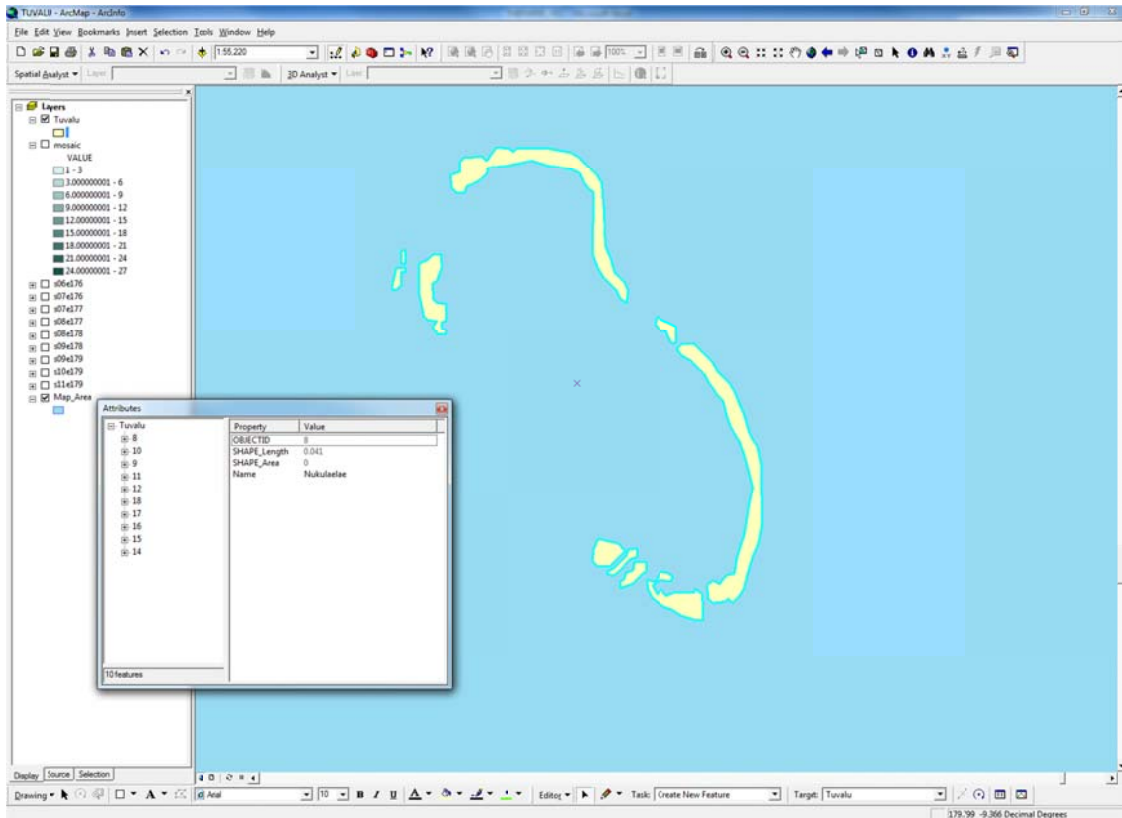 TUVALU - ArcMap - ArcInfo
File Edit View Bookmarks Insert Selection Tools Window Help
1:55,220
100%
Spatial Analyst Layer:
3D Analyst Layer:
Layers
Tuvalu
mosaic
VALUE
1 - 3
3.000000001 - 6
6.000000001 - 9
9.000000001 - 12
12.00000001 - 15
15.00000001 - 18
18.00000001 - 21
21.00000001 - 24
24.00000001 - 27
s06e176
s07e176
s07e177
s08e178
s09e178
s09e179
s10e179
s11e179
Map_Area
Attributes
Tuvalu
8
10
9
11
12
18
17
16
15
14
10 features
Property Value
OBJECTID 8
SHAPE_Length 0.041
SHAPE_Area 0
Name Nukulaelae
Display Source Selection
Drawing A Arial 10 B I U A
Editor Task: Create New Feature Target: Tuvalu
-9.366 Decimal Degrees